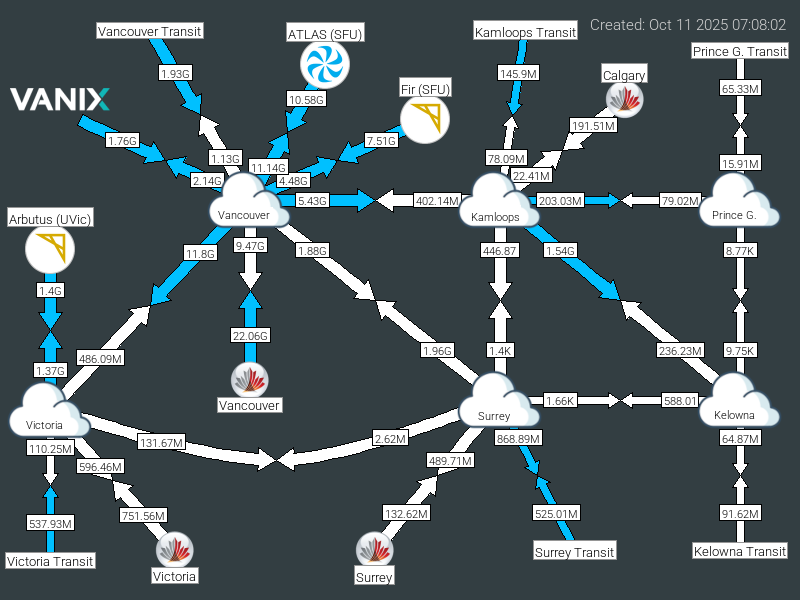 Created: Oct 11 2025 07:08:02
Vancouver Transit
ATLAS (SFU)
Kamloops Transit
Prince G. Transit
1.93G
145.9M
Calgary
65.33M
VANIX
10.58G
Fir (SFU)
191.51M
1.76G
7.51G
1.13G
78.09M
15.91M
2.14G
11.14G
4.48G
22.41M
5.43G
402.14M
203.03M
79.02M
Vancouver
Kamloops
Prince G.
Arbutus (UVic)
11.8G
9.47G
1.88G
446.87
1.54G
8.77K
1.4G
22.06G
486.09M
1.96G
1.4K
236.23M
9.75K
1.37G
Vancouver
1.66K
588.01
Victoria
Surrey
Kelowna
110.25M
131.67M
2.62M
868.89M
64.87M
596.46M
489.71M
537.93M
751.56M
132.62M
525.01M
91.62M
Victoria Transit
Victoria
Surrey
Surrey Transit
Kelowna Transit